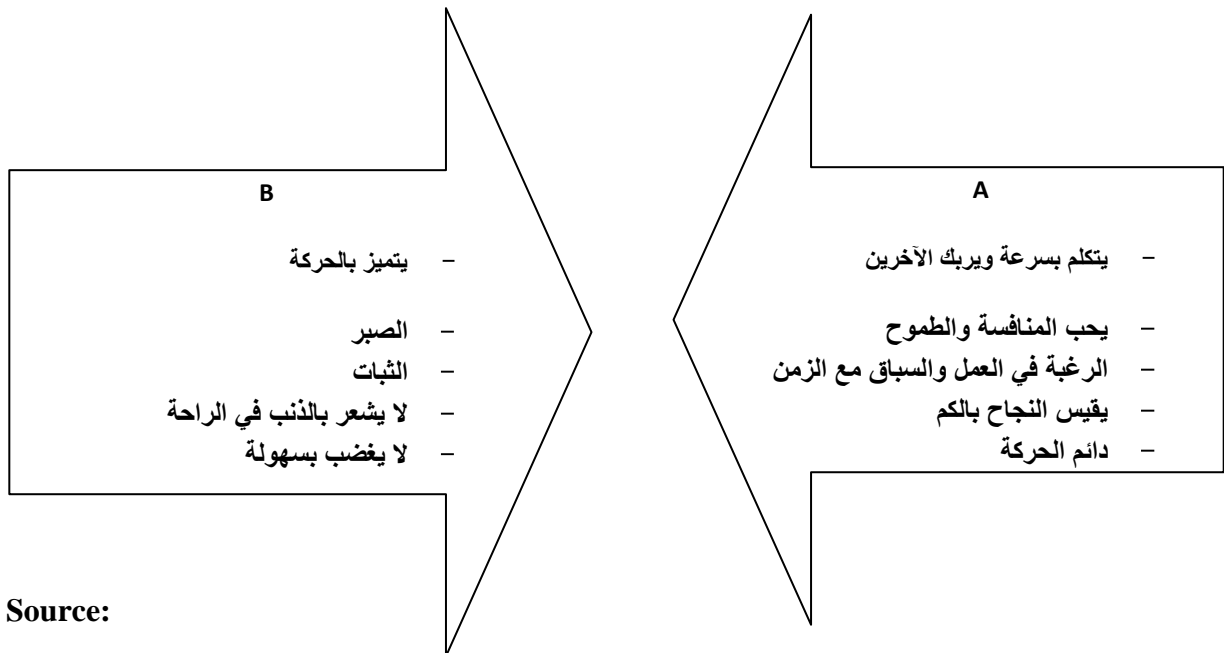 A
- يتكلم بسرعة ويربك الآخرين
- يحب المنافسة والطموح
- الرغبة في العمل والسباق مع الزمن
- يقيس النجاح بالكم
- دائم الحركة
B
- يتميز بالحركة
- الصبر
- الثبات
- لا يشعر بالذنب في الراحة
- لا يغضب بسهولة
Source: